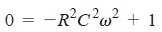 0 = −R²C²ω² + 1